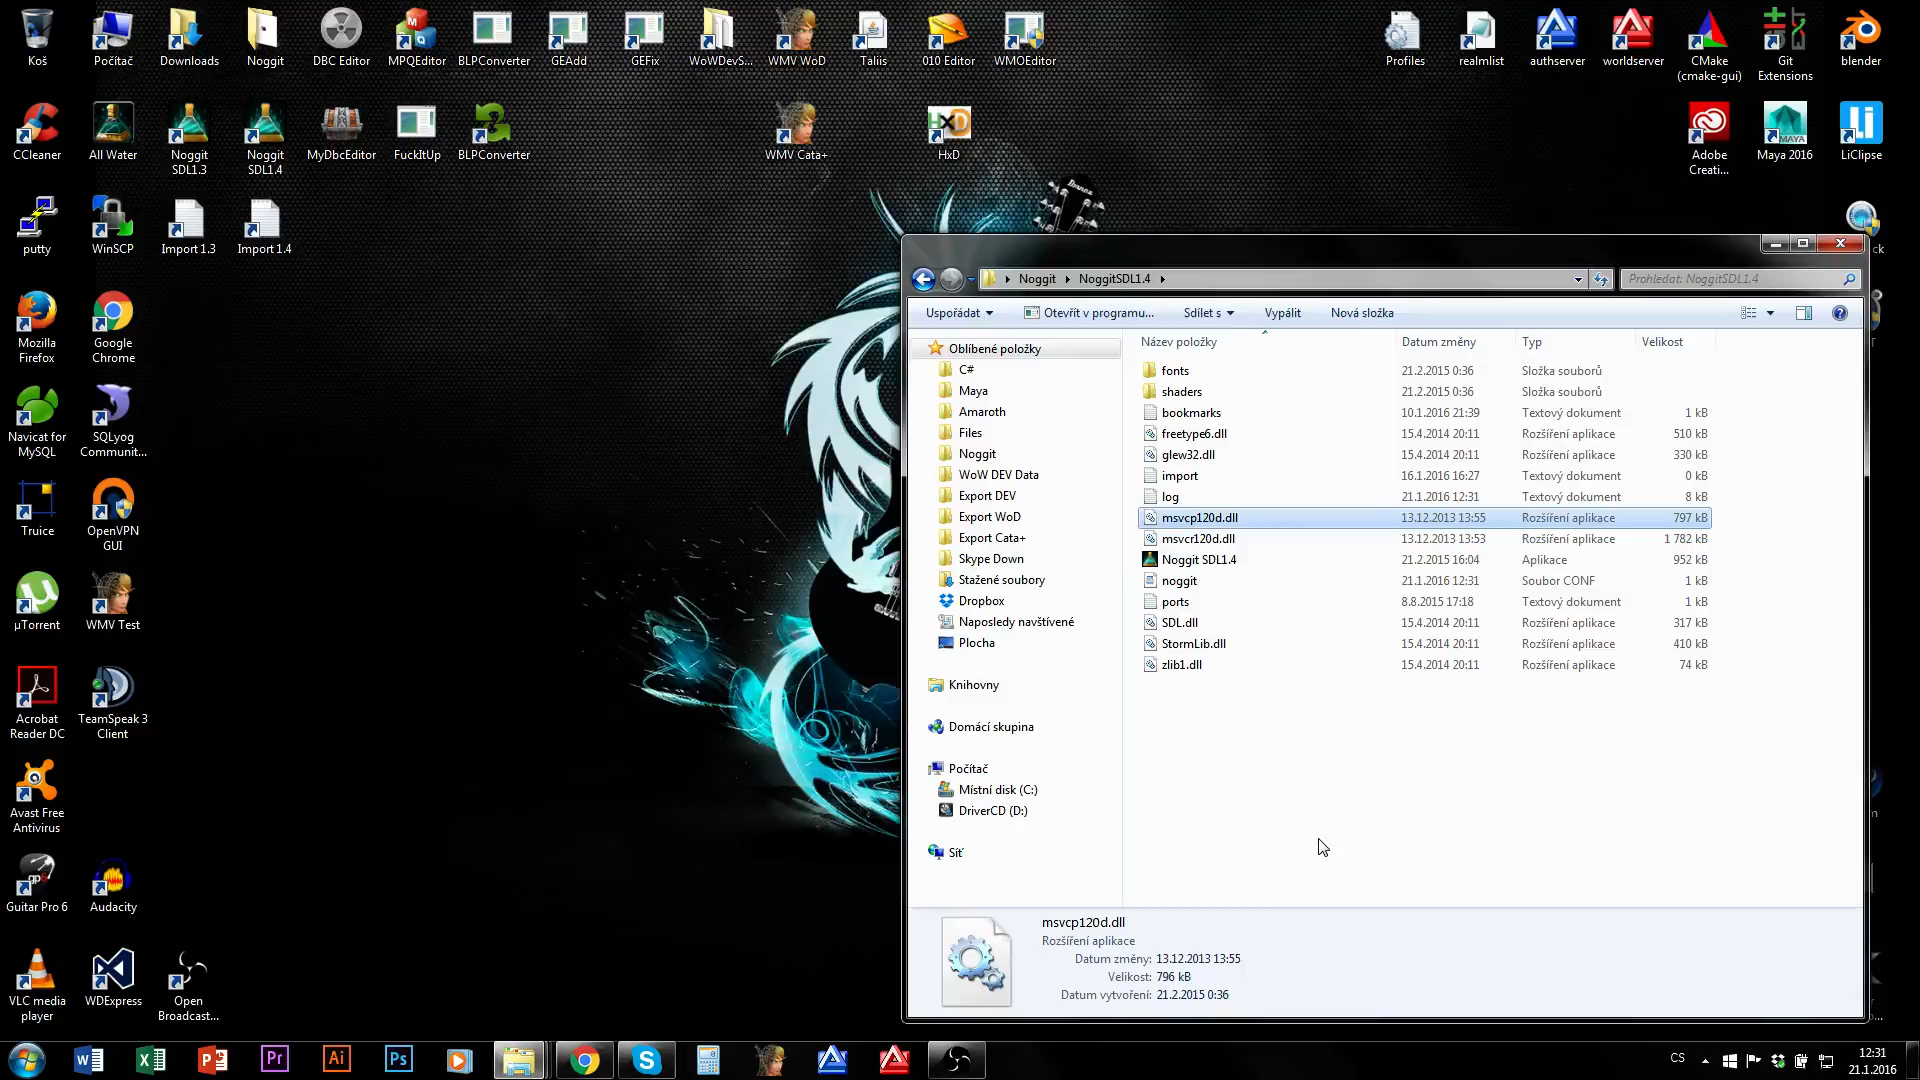 Koš
Počítač
Downloads
Noggit
DBC Editor
MPQEditor
BLPConverter
GEAdd
GEFix
WoWDevS...
WMV WoD
Taliis
010 Editor
WMOEditor
Profiles
realmlist
authserver
worldserver
CMake
(cmake-gui)
Git
Extensions
blender
CCleaner
All Water
Noggit
SDL1.3
Noggit
SDL1.4
MyDbcEditor
FuckItUp
BLPConverter
WMV Cata+
HxD
Adobe
Creati...
Maya 2016
LiClipse
putty
WinSCP
Import 1.3
Import 1.4
ck
Mozilla
Firefox
Google
Chrome
Navicat for
MySQL
SQLyog
Communit...
Truice
OpenVPN
GUI
µTorrent
WMV Test
Acrobat
Reader DC
TeamSpeak 3
Client
Avast Free
Antivirus
Guitar Pro 6
Audacity
VLC media
player
WDExpress
Open
Broadcast...
Noggit
NoggitSDL1.4
Prohledat: NoggitSDL1.4
Uspořádat
Otevřít v programu...
Sdílet s
Vypálit
Nová složka
Oblíbené položky
C#
Maya
Amaroth
Files
Noggit
WoW DEV Data
Export DEV
Export WoD
Export Cata+
Skype Down
Stažené soubory
Dropbox
Naposledy navštívené
Plocha
Knihovny
Domácí skupina
Počítač
Místní disk (C:)
DriverCD (D:)
Síť
Název položky Datum změny Typ Velikost
fonts 21.2.2015 0:36 Složka souborů
shaders 21.2.2015 0:36 Složka souborů
bookmarks 10.1.2016 21:39 Textový dokument 1 kB
freetype6.dll 15.4.2014 20:11 Rozšíření aplikace 510 kB
glew32.dll 15.4.2014 20:11 Rozšíření aplikace 330 kB
import 16.1.2016 16:27 Textový dokument 0 kB
log 21.1.2016 12:31 Textový dokument 8 kB
msvcp120d.dll 13.12.2013 13:55 Rozšíření aplikace 797 kB
msvcr120d.dll 13.12.2013 13:53 Rozšíření aplikace 1 782 kB
Noggit SDL1.4 21.2.2015 16:04 Aplikace 952 kB
noggit 21.1.2016 12:31 Soubor CONF 1 kB
ports 8.8.2015 17:18 Textový dokument 1 kB
SDL.dll 15.4.2014 20:11 Rozšíření aplikace 317 kB
StormLib.dll 15.4.2014 20:11 Rozšíření aplikace 410 kB
zlib1.dll 15.4.2014 20:11 Rozšíření aplikace 74 kB
msvcp120d.dll
Rozšíření aplikace
Datum změny: 13.12.2013 13:55
Velikost: 796 kB
Datum vytvoření: 21.2.2015 0:36
CS
12:31
21.1.2016